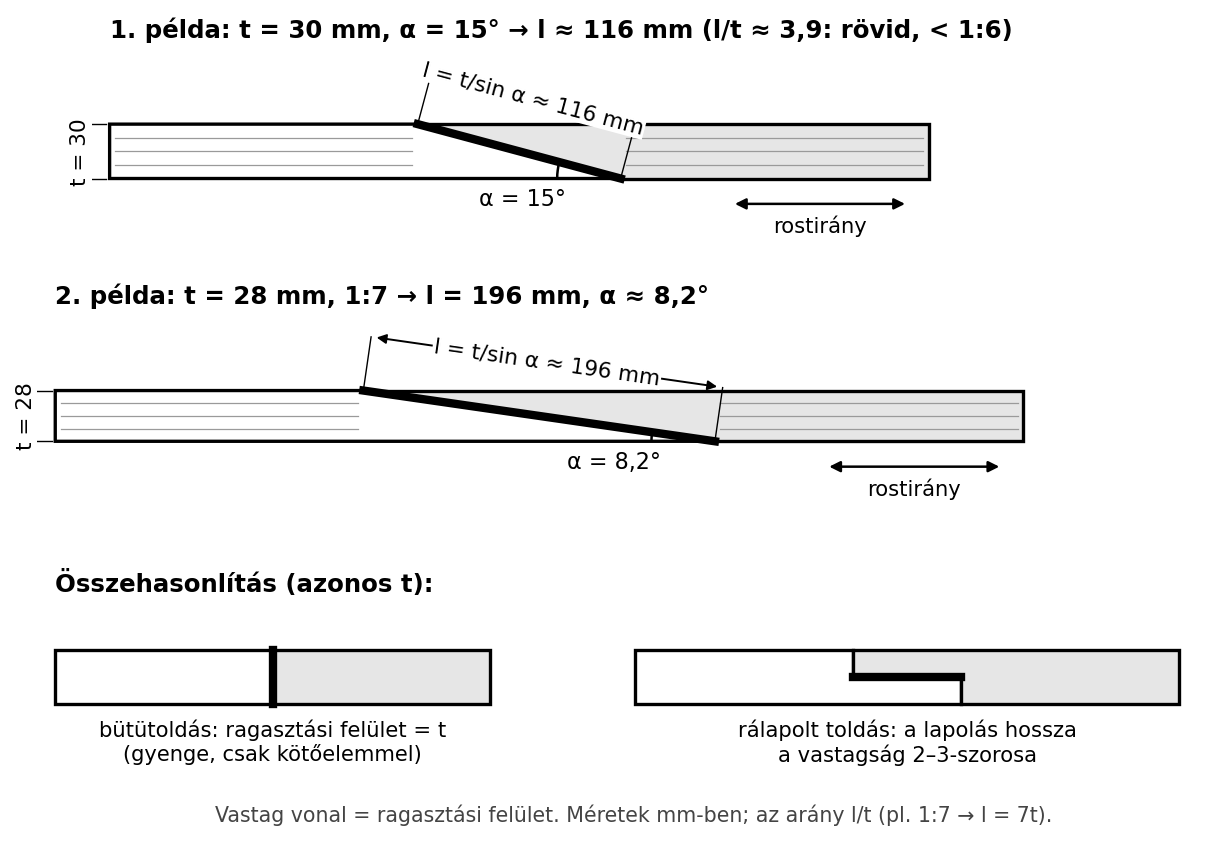 1. példa: t = 30 mm, α = 15° → l ≈ 116 mm (l/t ≈ 3,9: rövid, < 1:6)
l = t/sin α ≈ 116 mm
t = 30
α = 15°
rostirány
2. példa: t = 28 mm, 1:7 → l = 196 mm, α ≈ 8,2°
l = t/sin α ≈ 196 mm
t = 28
α = 8,2°
rostirány
Összehasonlítás (azonos t):
bütütoldás: ragasztási felület = t
(gyenge, csak kötőelemmel)
rálapolt toldás: a lapolás hossza
a vastagság 2–3-szorosa
Vastag vonal = ragasztási felület. Méretek mm-ben; az arány l/t (pl. 1:7 → l = 7t).